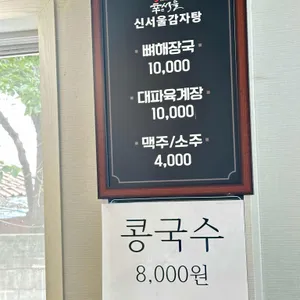 신서울감자탕
· 뼈해장국 ·
10,000
· 대파육계장 ·
10,000
· 맥주/소주 ·
4,000
콩국수
8,000원